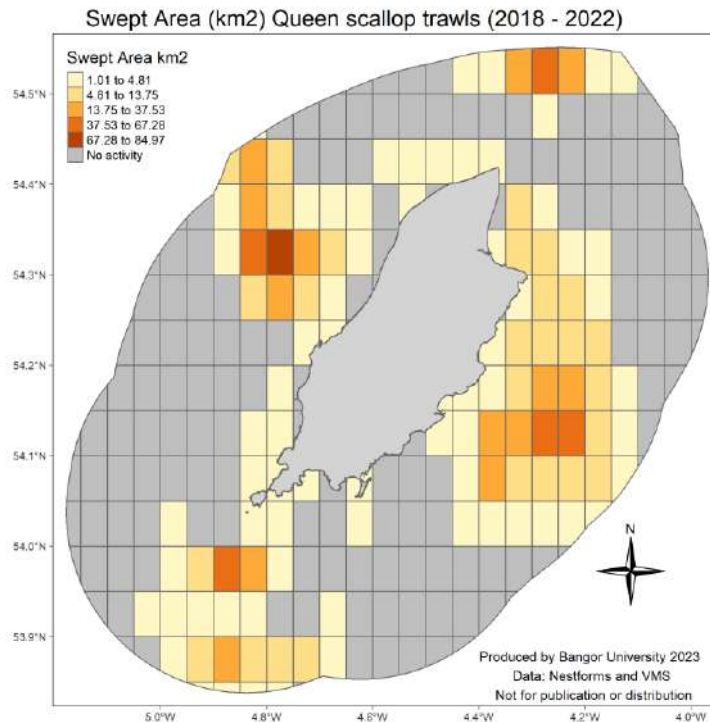 Swept Area (km2) Queen scallop trawls (2018 - 2022)
Swept Area km2
1.01 to 4.81
4.81 to 13.75
13.75 to 37.53
37.53 to 67.28
67.28 to 84.97
No activity
54.5°N
54.4°N
54.3°N
54.2°N
54.1°N
54.0°N
53.9°N
N
Produced by Bangor University 2023
Data: Nestforms and VMS
Not for publication or distribution
5.0°W 4.8°W 4.6°W 4.4°W 4.2°W 4.0°W